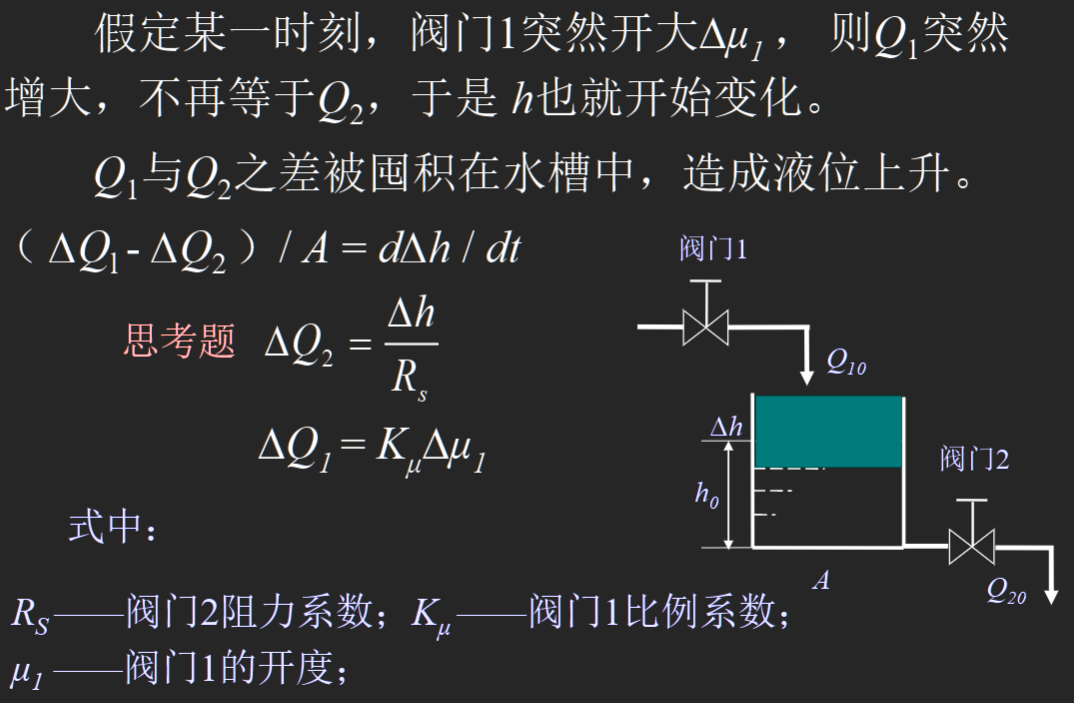 假定某一时刻，阀门1突然开大Δμ₁， 则Q₁突然
增大，不再等于Q₂，于是 h也就开始变化。
Q₁与Q₂之差被囤积在水槽中，造成液位上升。
（ ΔQ₁ - ΔQ₂ ）/ A = dΔh / dt
思考题 ΔQ₂ = Δh / Rₛ
ΔQ₁ = K_μ Δμ₁
式中：
R_S ——阀门2阻力系数；K_μ ——阀门1比例系数；
μ₁ ——阀门1的开度；
阀门1
Q₁₀
Δh
h₀
阀门2
A
Q₂₀